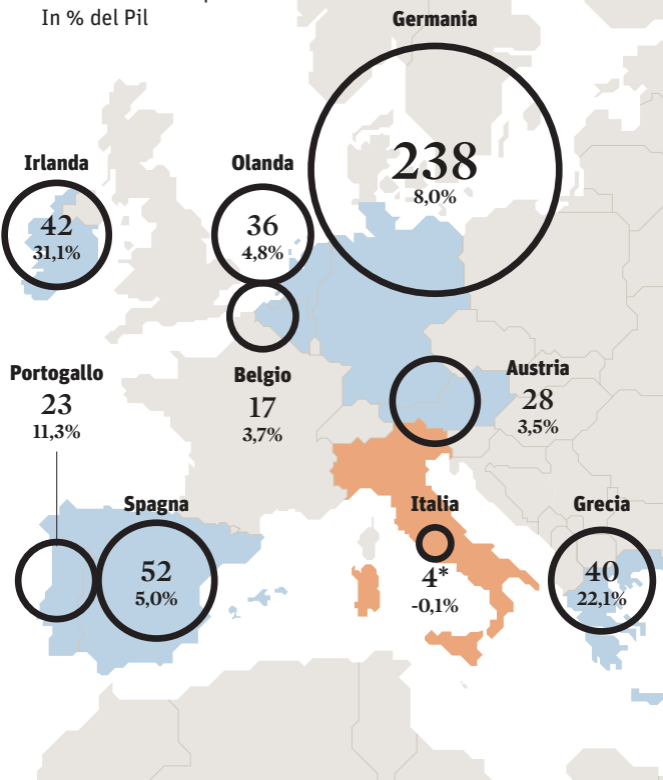 In % del Pil
Germania
238
8,0%
Irlanda
42
31,1%
Olanda
36
4,8%
Portogallo
23
11,3%
Belgio
17
3,7%
Austria
28
3,5%
Spagna
52
5,0%
Italia
4*
-0,1%
Grecia
40
22,1%